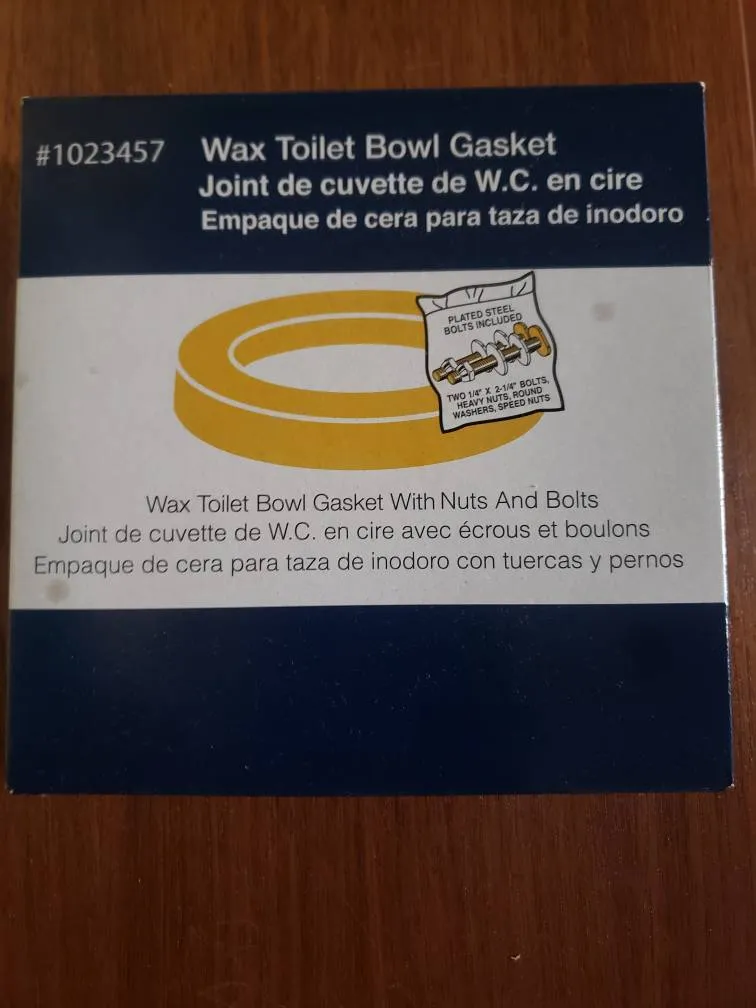 #1023457
Wax Toilet Bowl Gasket
Joint de cuvette de W.C. en cire
Empaque de cera para taza de inodoro
PLATED STEEL
BOLTS INCLUDED
TWO 1/4" X 2-1/4" BOLTS,
HEAVY NUTS, ROUND
WASHERS, SPEED NUTS
Wax Toilet Bowl Gasket With Nuts And Bolts
Joint de cuvette de W.C. en cire avec écrous et boulons
Empaque de cera para taza de inodoro con tuercas y pernos